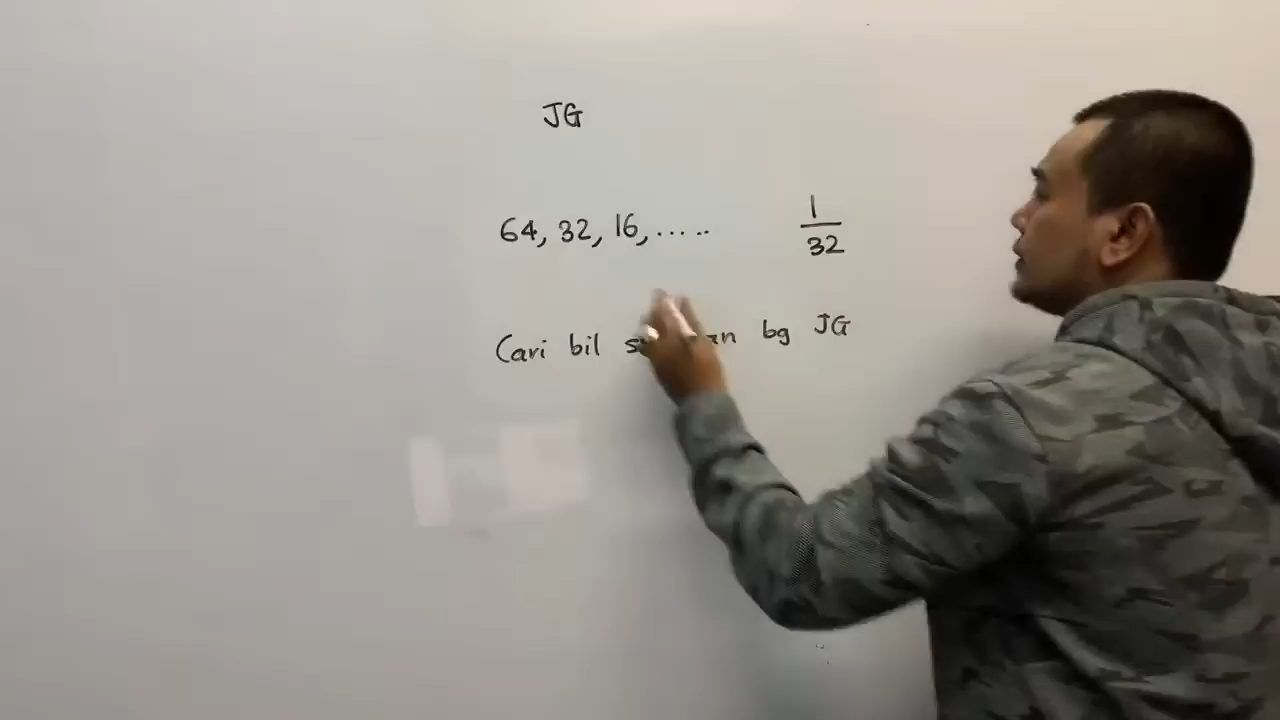 JG
64, 32, 16, ..... 1/32
Cari bil bg JG